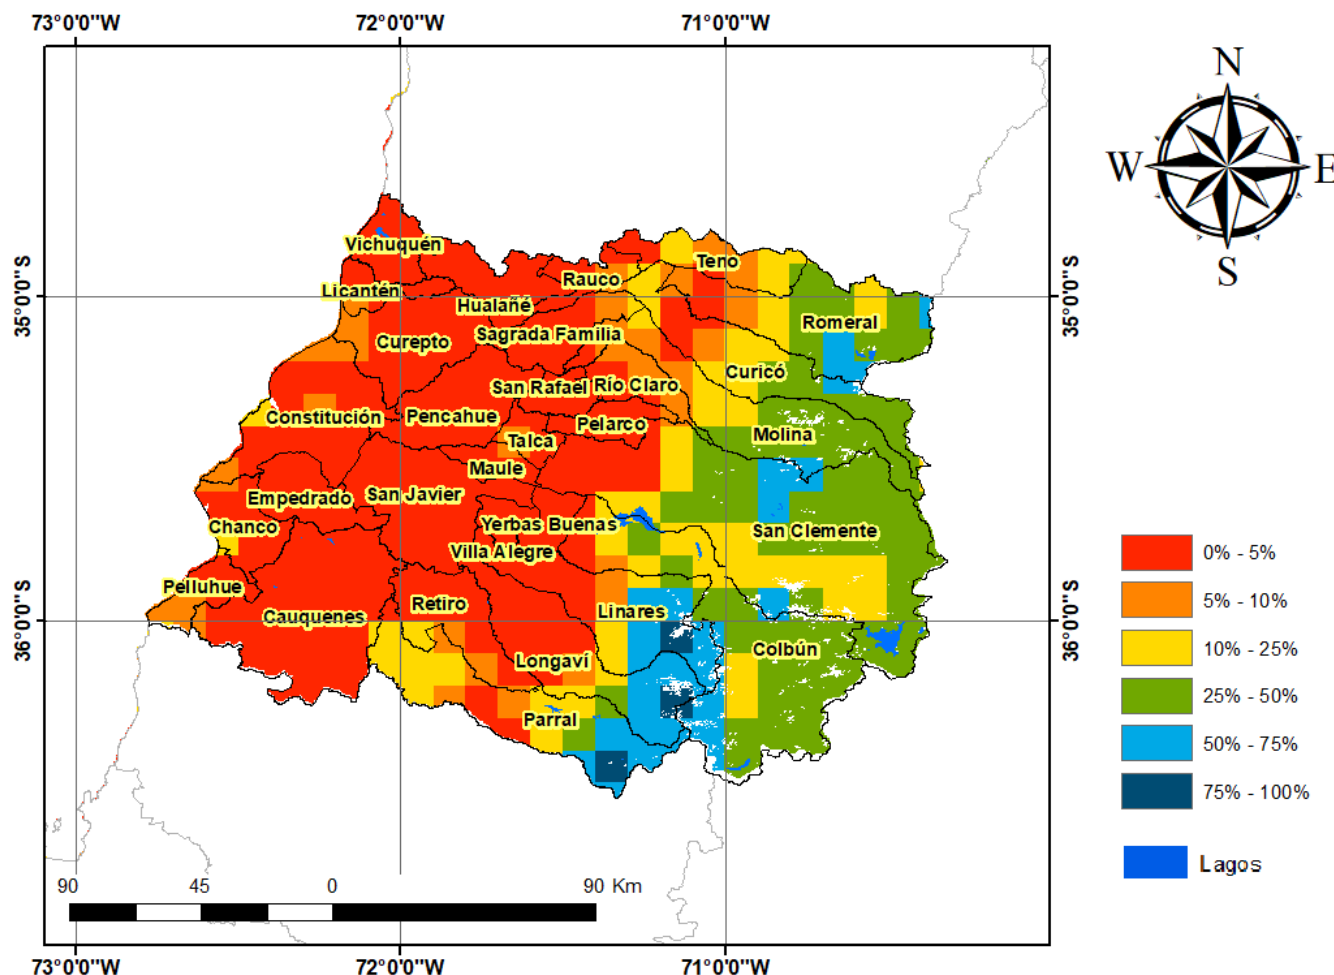 73°0'0"W 72°0'0"W 71°0'0"W
N
W E
S
35°0'0"S
35°0'0"S
36°0'0"S
36°0'0"S
Vichuquén
Teno
Rauco
Licantén
Hualañé
Romeral
Sagrada Familia
Curepto
Curicó
San Rafael
Río Claro
Constitución
Pencahue
Pelarco
Molina
Talca
Maule
San Javier
Empedrado
Chanco
Yerbas Buenas
San Clemente
Villa Alegre
Pelluhue
Retiro
Linares
Cauquenes
Colbún
Longaví
Parral
0% - 5%
5% - 10%
10% - 25%
25% - 50%
50% - 75%
75% - 100%
Lagos
90 45 0 90 Km
73°0'0"W 72°0'0"W 71°0'0"W